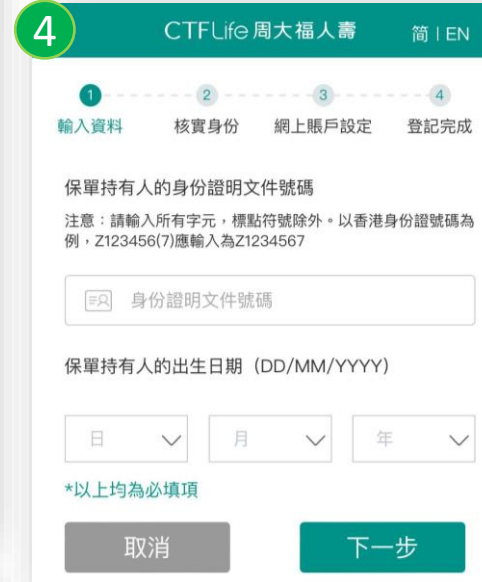 4
CTFLife 周大福人壽 简 | EN
1 2 3 4
輸入資料 核實身份 網上賬戶設定 登記完成
保單持有人的身份證明文件號碼
注意：請輸入所有字元，標點符號除外。以香港身份證號碼為
例，Z123456(7)應輸入為Z1234567
身份證明文件號碼
保單持有人的出生日期（DD/MM/YYYY)
日 月 年
*以上均為必填項
取消 下一步